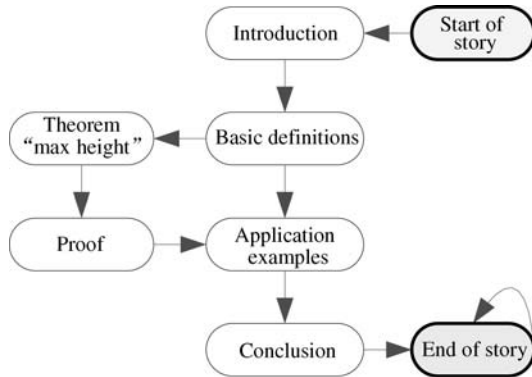 Introduction
Start of
story
Theorem
“max height”
Basic definitions
Proof
Application
examples
Conclusion
End of story